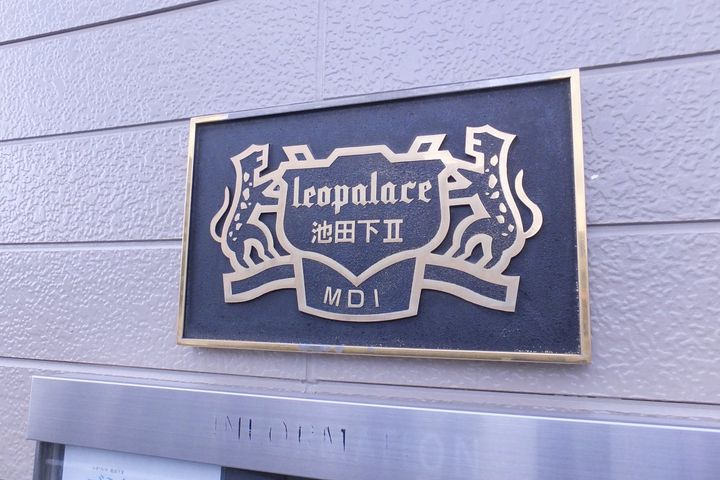 leopalace
池田下II
MDI
INFORMATION